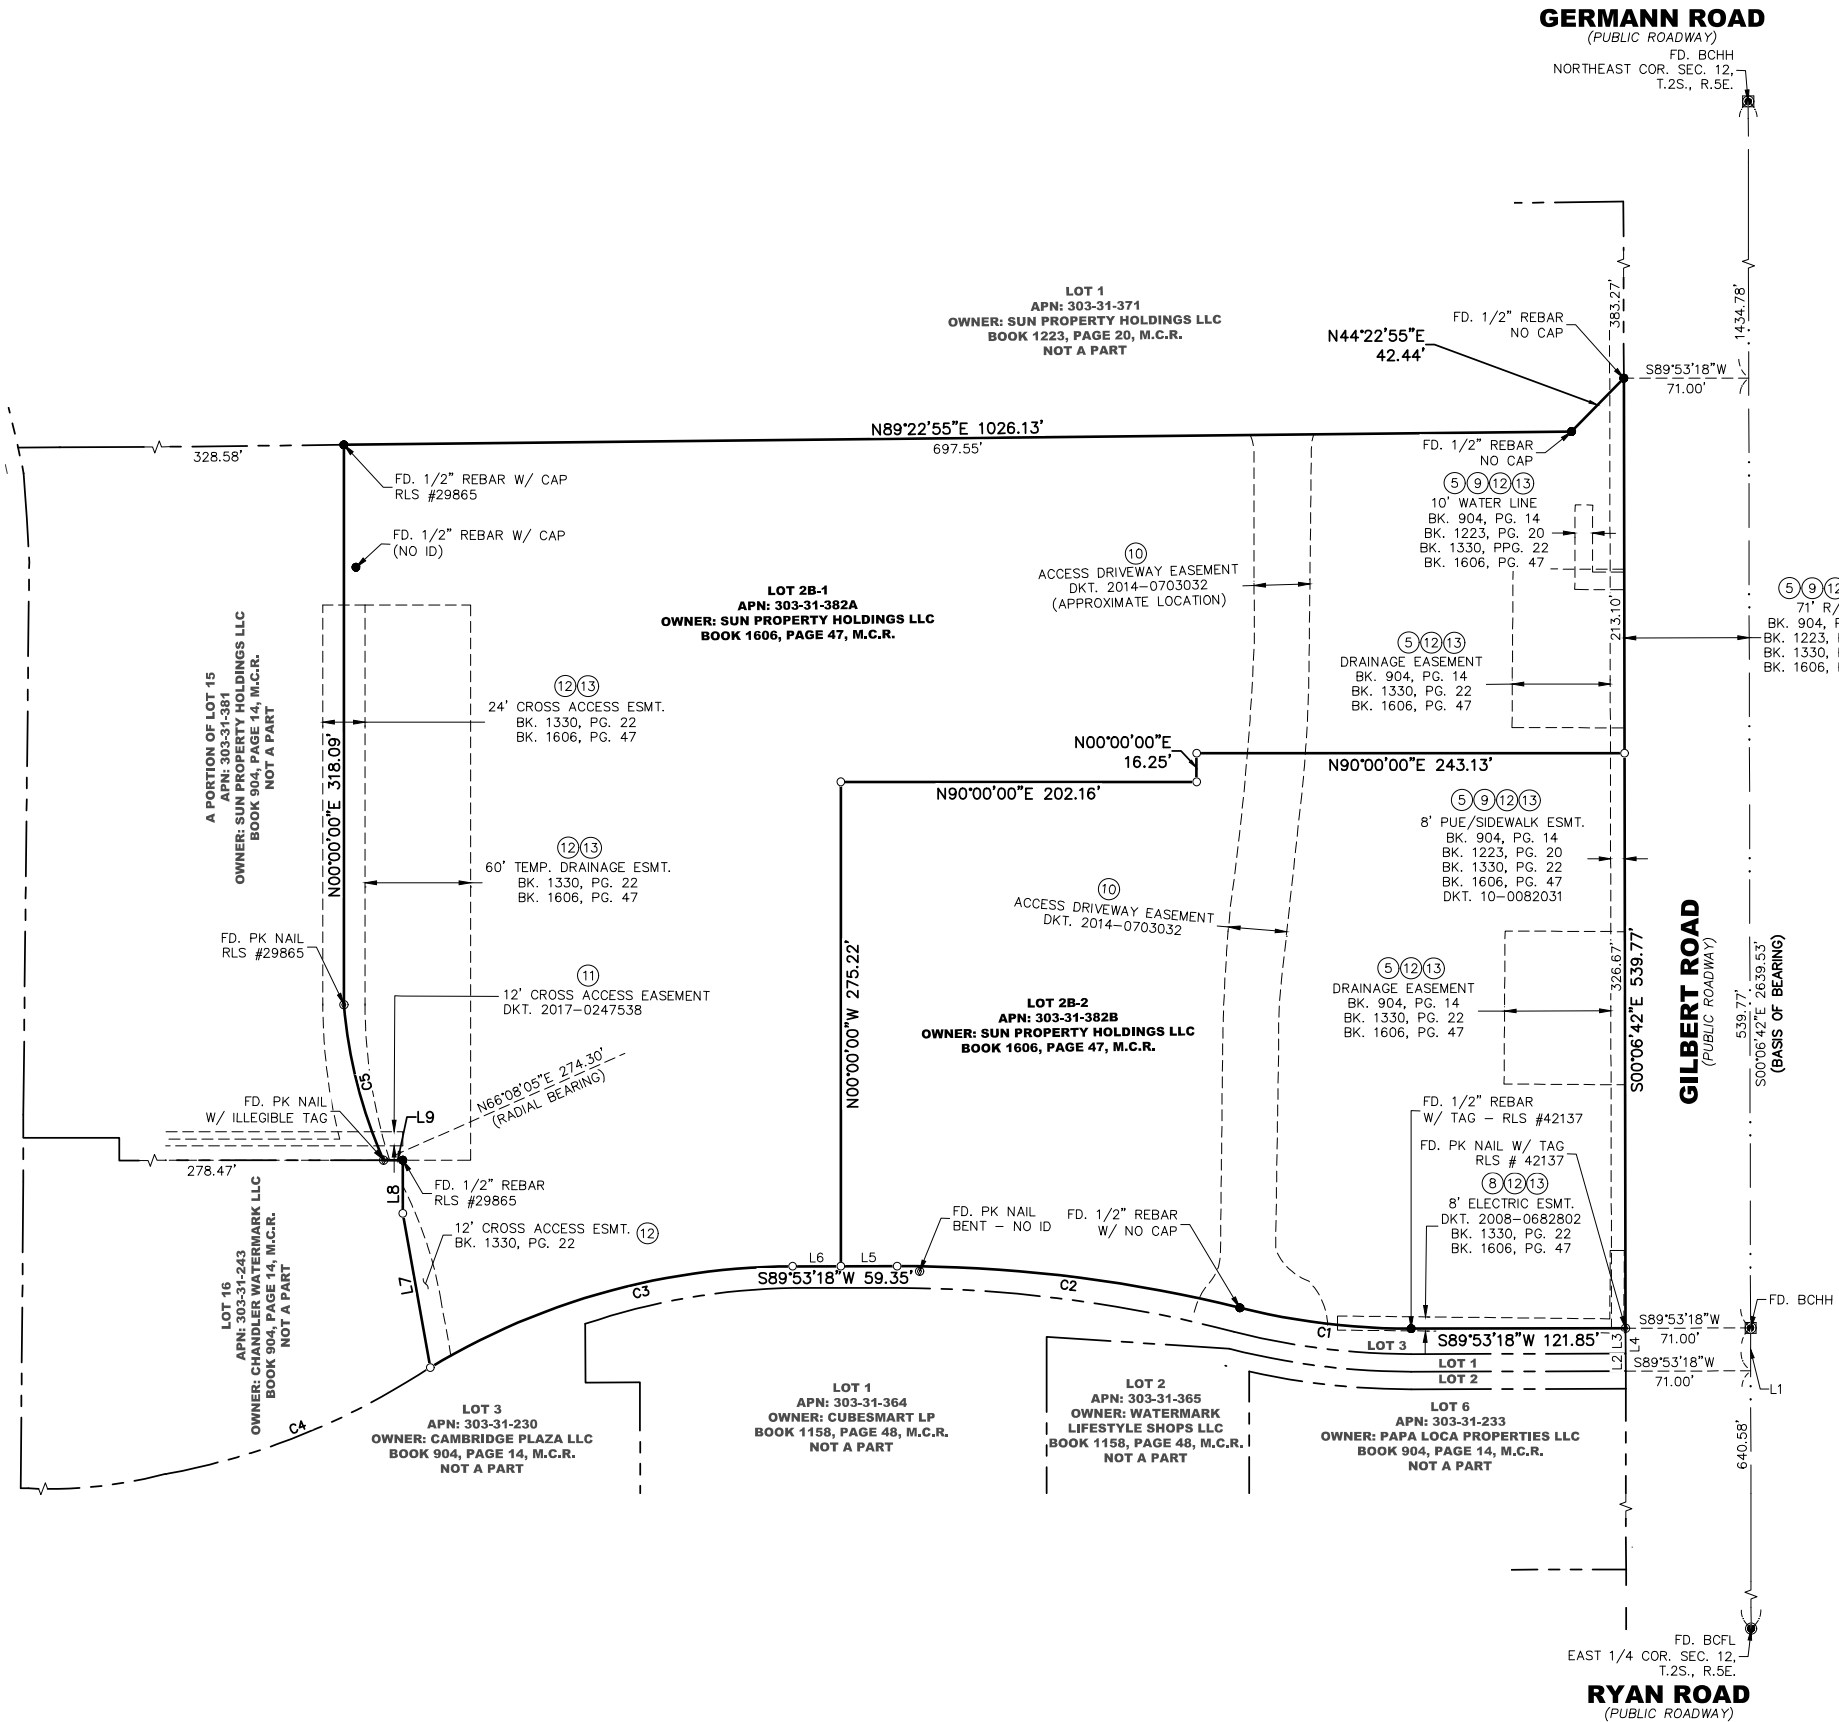 GERMANN ROAD
(PUBLIC ROADWAY)
FD. BCHH
NORTHEAST COR. SEC. 12,
T.2S., R.5E.
LOT 1
APN: 303-31-371
OWNER: SUN PROPERTY HOLDINGS LLC
BOOK 1223, PAGE 20, M.C.R.
NOT A PART
383.27'
1434.78'
FD. 1/2" REBAR
NO CAP
N44°22'55"E
42.44'
S89°53'18"W
71.00'
N89°22'55"E 1026.13'
697.55'
328.58'
FD. 1/2" REBAR
NO CAP
FD. 1/2" REBAR W/ CAP
RLS #29865
FD. 1/2" REBAR W/ CAP
(NO ID)
5 9 12 13
10' WATER LINE
BK. 904, PG. 14
BK. 1223, PG. 20
BK. 1330, PPG. 22
BK. 1606, PG. 47
10
ACCESS DRIVEWAY EASEMENT
DKT. 2014-0703032
(APPROXIMATE LOCATION)
LOT 2B-1
APN: 303-31-382A
OWNER: SUN PROPERTY HOLDINGS LLC
BOOK 1606, PAGE 47, M.C.R.
213.10'
5 9 12
71' R/
BK. 904,
BK. 1223,
BK. 1330,
BK. 1606,
5 12 13
DRAINAGE EASEMENT
BK. 904, PG. 14
BK. 1330, PG. 22
BK. 1606, PG. 47
A PORTION OF LOT 15
APN: 303-31-381
OWNER: SUN PROPERTY HOLDINGS LLC
BOOK 904, PAGE 14, M.C.R.
NOT A PART
12 13
24' CROSS ACCESS ESMT.
BK. 1330, PG. 22
BK. 1606, PG. 47
N00°00'00"E 318.09'
N00°00'00"E
16.25'
N90°00'00"E 243.13'
N90°00'00"E 202.16'
5 9 12 13
8' PUE/SIDEWALK ESMT.
BK. 904, PG. 14
BK. 1223, PG. 20
BK. 1330, PG. 22
BK. 1606, PG. 47
DKT. 10-0082031
12 13
60' TEMP. DRAINAGE ESMT.
BK. 1330, PG. 22
BK. 1606, PG. 47
10
ACCESS DRIVEWAY EASEMENT
DKT. 2014-0703032
FD. PK NAIL
RLS #29865
N00°00'00"W 275.22'
11
12' CROSS ACCESS EASEMENT
DKT. 2017-0247538
LOT 2B-2
APN: 303-31-382B
OWNER: SUN PROPERTY HOLDINGS LLC
BOOK 1606, PAGE 47, M.C.R.
5 12 13
DRAINAGE EASEMENT
BK. 904, PG. 14
BK. 1330, PG. 22
BK. 1606, PG. 47
326.67'
S00°06'42"E 539.77'
GILBERT ROAD
(PUBLIC ROADWAY)
539.77'
S00°06'42"E 2639.53'
(BASIS OF BEARING)
C5
N66°08'05"E 274.30'
(RADIAL BEARING)
FD. PK NAIL
W/ ILLEGIBLE TAG
L9
278.47'
FD. 1/2" REBAR
W/ TAG - RLS #42137
FD. PK NAIL W/ TAG
RLS # 42137
L8
FD. 1/2" REBAR
RLS #29865
8 12 13
8' ELECTRIC ESMT.
DKT. 2008-0682802
BK. 1330, PG. 22
BK. 1606, PG. 47
12' CROSS ACCESS ESMT. 12
BK. 1330, PG. 22
FD. PK NAIL
BENT - NO ID
FD. 1/2" REBAR
W/ NO CAP
L7
L6
L5
S89°53'18"W 59.35'
C3
C2
C1
LOT 16
APN: 303-31-243
OWNER: CHANDLER WATERMARK LLC
BOOK 904, PAGE 14, M.C.R.
NOT A PART
FD. BCHH
S89°53'18"W
71.00'
S89°53'18"W 121.85'
LOT 3
LOT 1
LOT 2
L2
L3
L4
S89°53'18"W
71.00'
L1
C4
LOT 3
APN: 303-31-230
OWNER: CAMBRIDGE PLAZA LLC
BOOK 904, PAGE 14, M.C.R.
NOT A PART
LOT 1
APN: 303-31-364
OWNER: CUBESMART LP
BOOK 1158, PAGE 48, M.C.R.
NOT A PART
LOT 2
APN: 303-31-365
OWNER: WATERMARK
LIFESTYLE SHOPS LLC
BOOK 1158, PAGE 48, M.C.R.
NOT A PART
LOT 6
APN: 303-31-233
OWNER: PAPA LOCA PROPERTIES LLC
BOOK 904, PAGE 14, M.C.R.
NOT A PART
640.58'
FD. BCFL
EAST 1/4 COR. SEC. 12,
T.2S., R.5E.
RYAN ROAD
(PUBLIC ROADWAY)